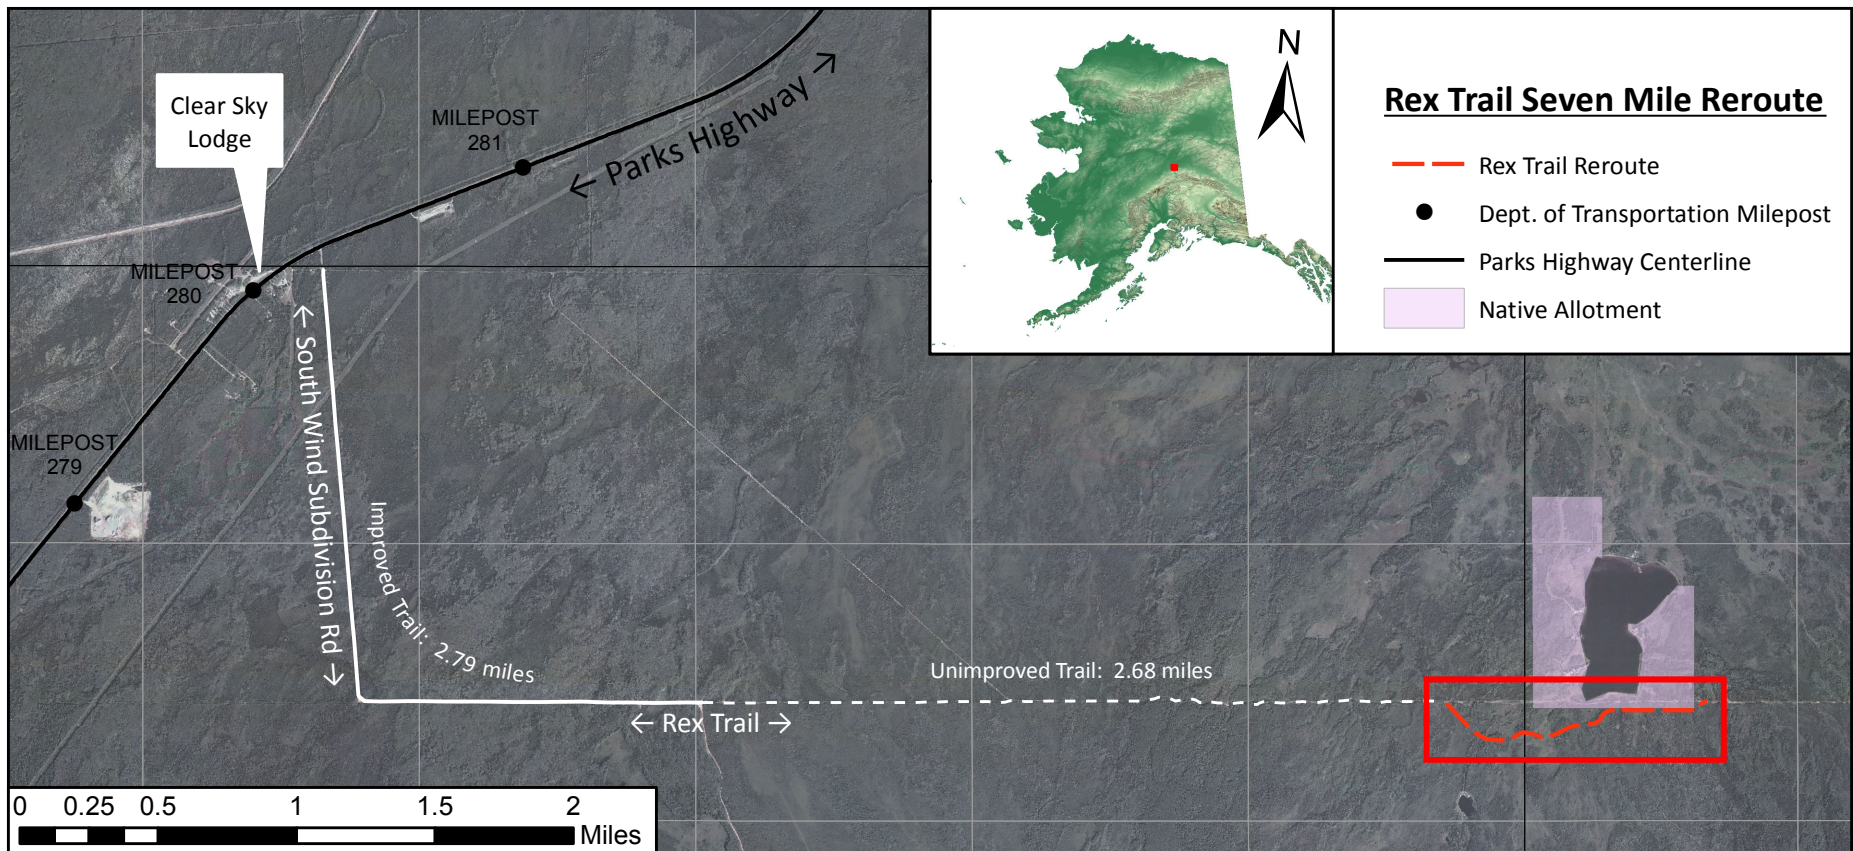 Clear Sky
Lodge
MILEPOST
281
← Parks Highway →
MILEPOST
280
MILEPOST
279
← South Wind Subdivision Rd →
Improved Trail: 2.79 miles
Unimproved Trail: 2.68 miles
← Rex Trail →
N
Rex Trail Seven Mile Reroute
Rex Trail Reroute
Dept. of Transportation Milepost
Parks Highway Centerline
Native Allotment
0 0.25 0.5 1 1.5 2
Miles